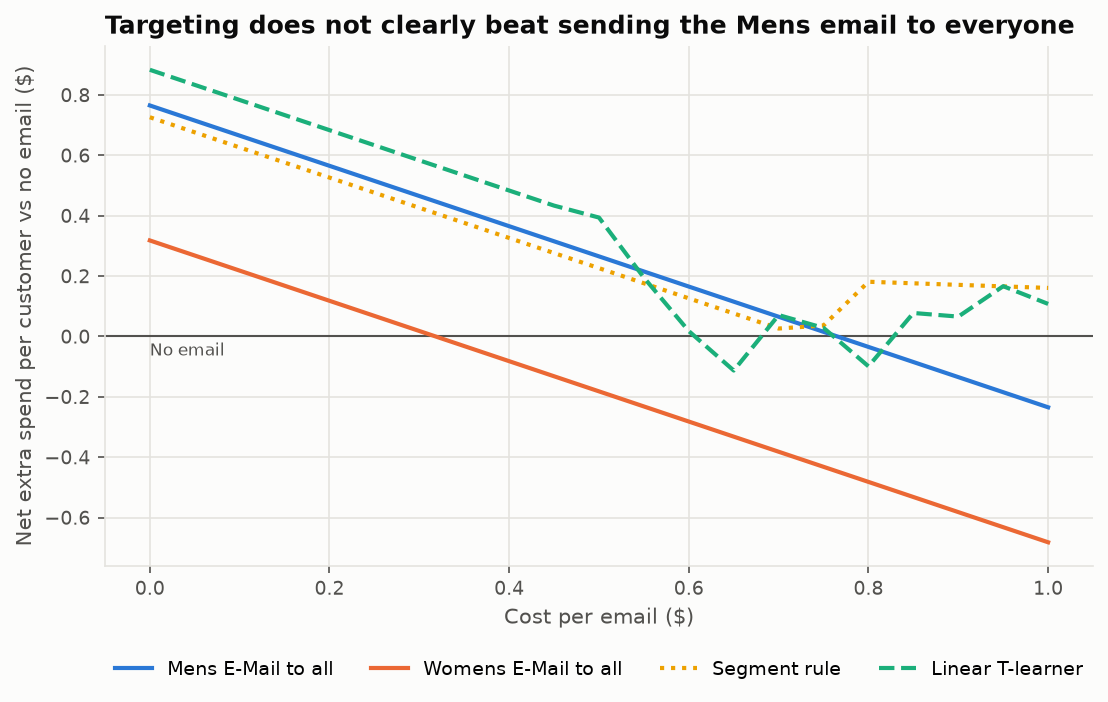 Targeting does not clearly beat sending the Mens email to everyone
Net extra spend per customer vs no email ($)
0.8
0.6
0.4
0.2
0.0
−0.2
−0.4
−0.6
No email
0.0 0.2 0.4 0.6 0.8 1.0
Cost per email ($)
Mens E-Mail to all Womens E-Mail to all Segment rule Linear T-learner